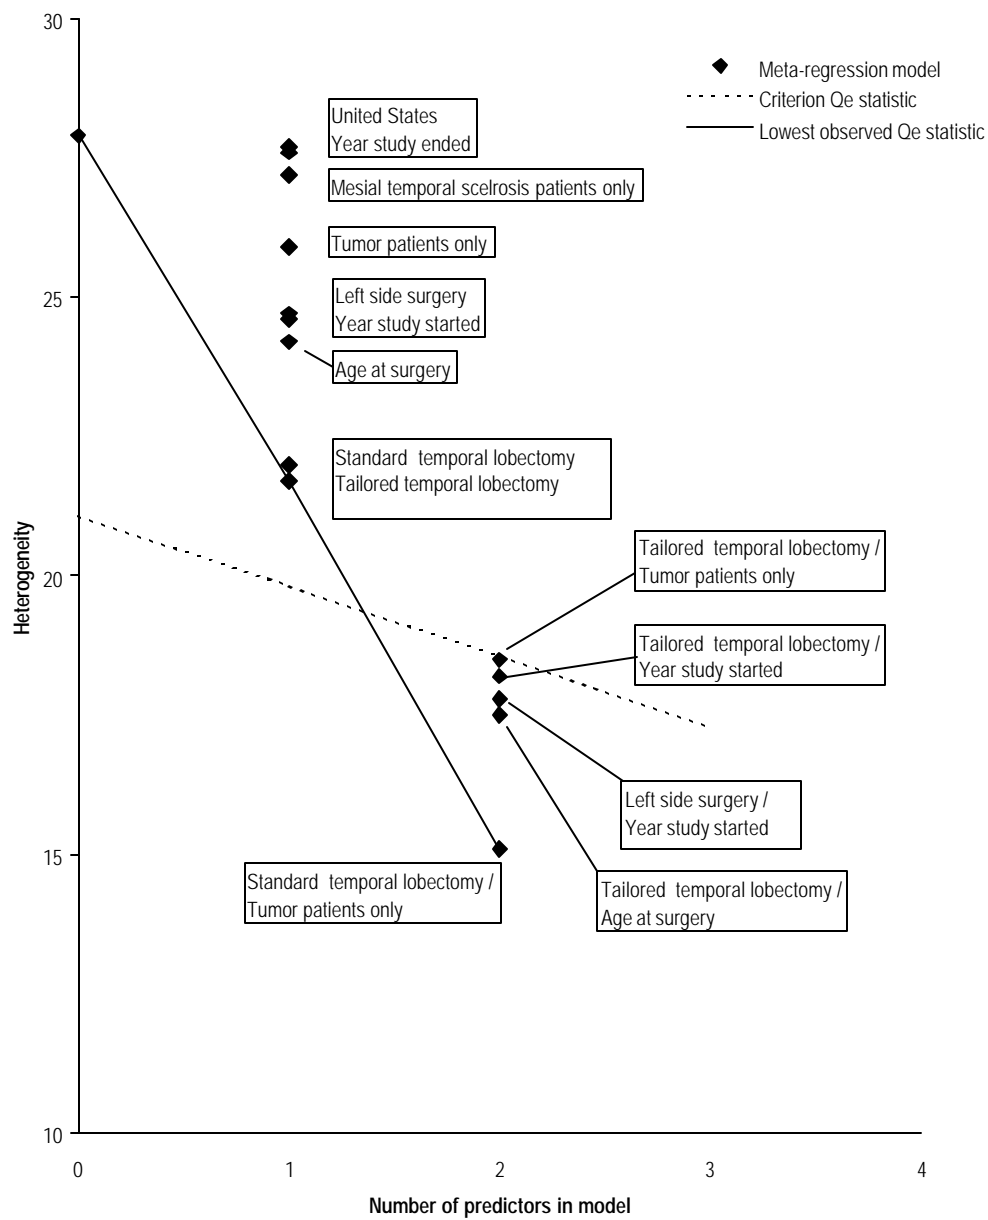 30
Meta-regression model
Criterion Qe statistic
Lowest observed Qe statistic
United States
Year study ended
Mesial temporal scelrosis patients only
Tumor patients only
25
Left side surgery
Year study started
Age at surgery
Standard temporal lobectomy
Tailored temporal lobectomy
Heterogeneity
20
Tailored temporal lobectomy /
Tumor patients only
Tailored temporal lobectomy /
Year study started
Left side surgery /
Year study started
15
Standard temporal lobectomy /
Tumor patients only
Tailored temporal lobectomy /
Age at surgery
10
0 1 2 3 4
Number of predictors in model